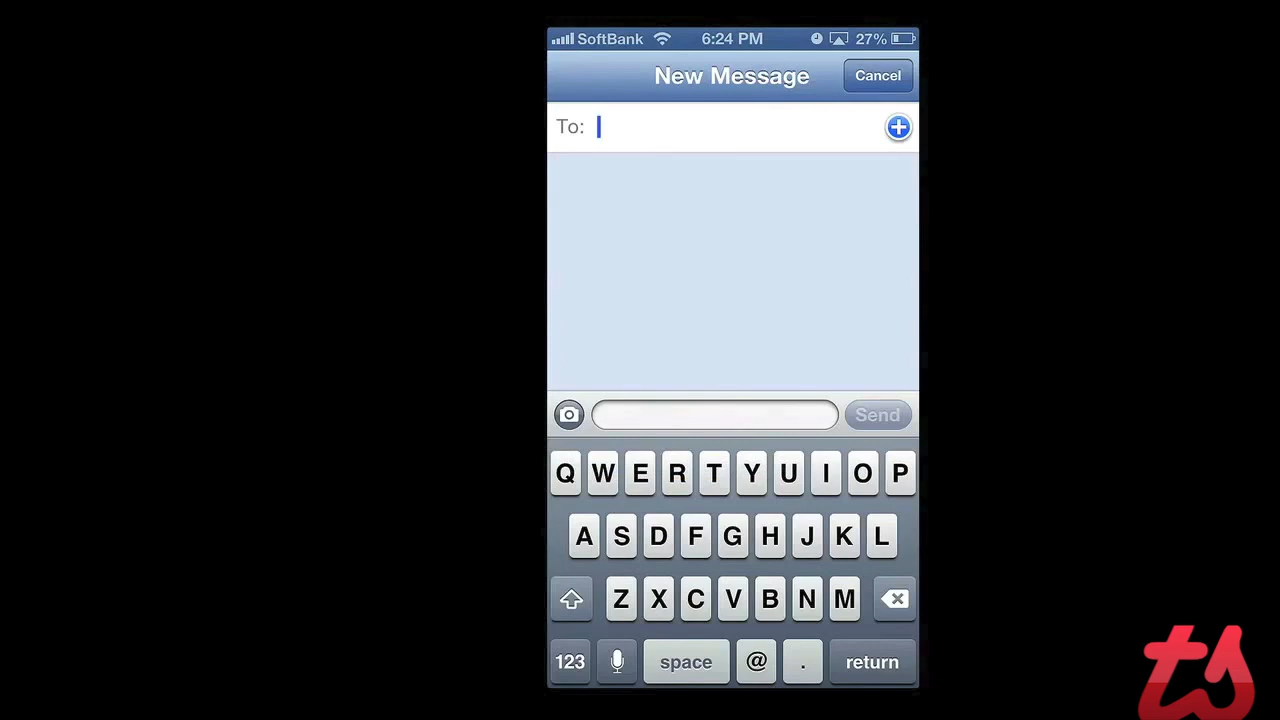 SoftBank 6:24 PM 27%
New Message Cancel
To:
Send
Q W E R T Y U I O P
A S D F G H J K L
Z X C V B N M
123 space @ . return